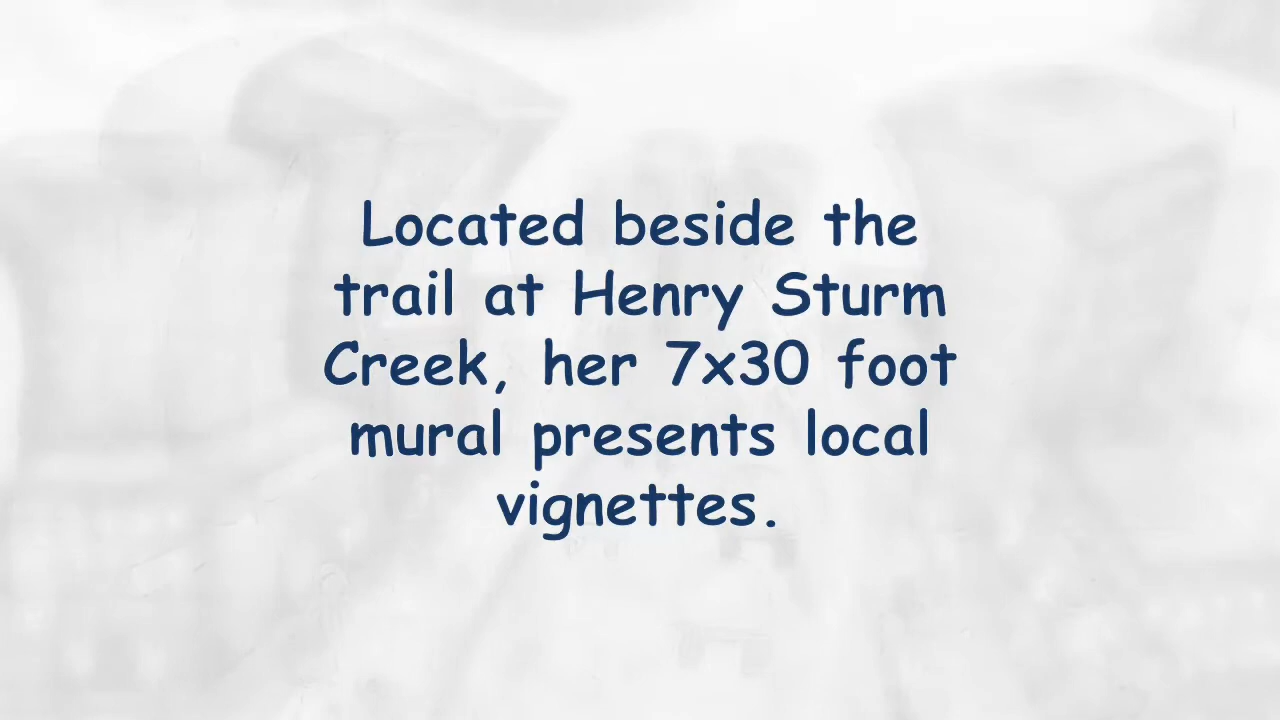 Located beside the
trail at Henry Sturm
Creek, her 7x30 foot
mural presents local
vignettes.